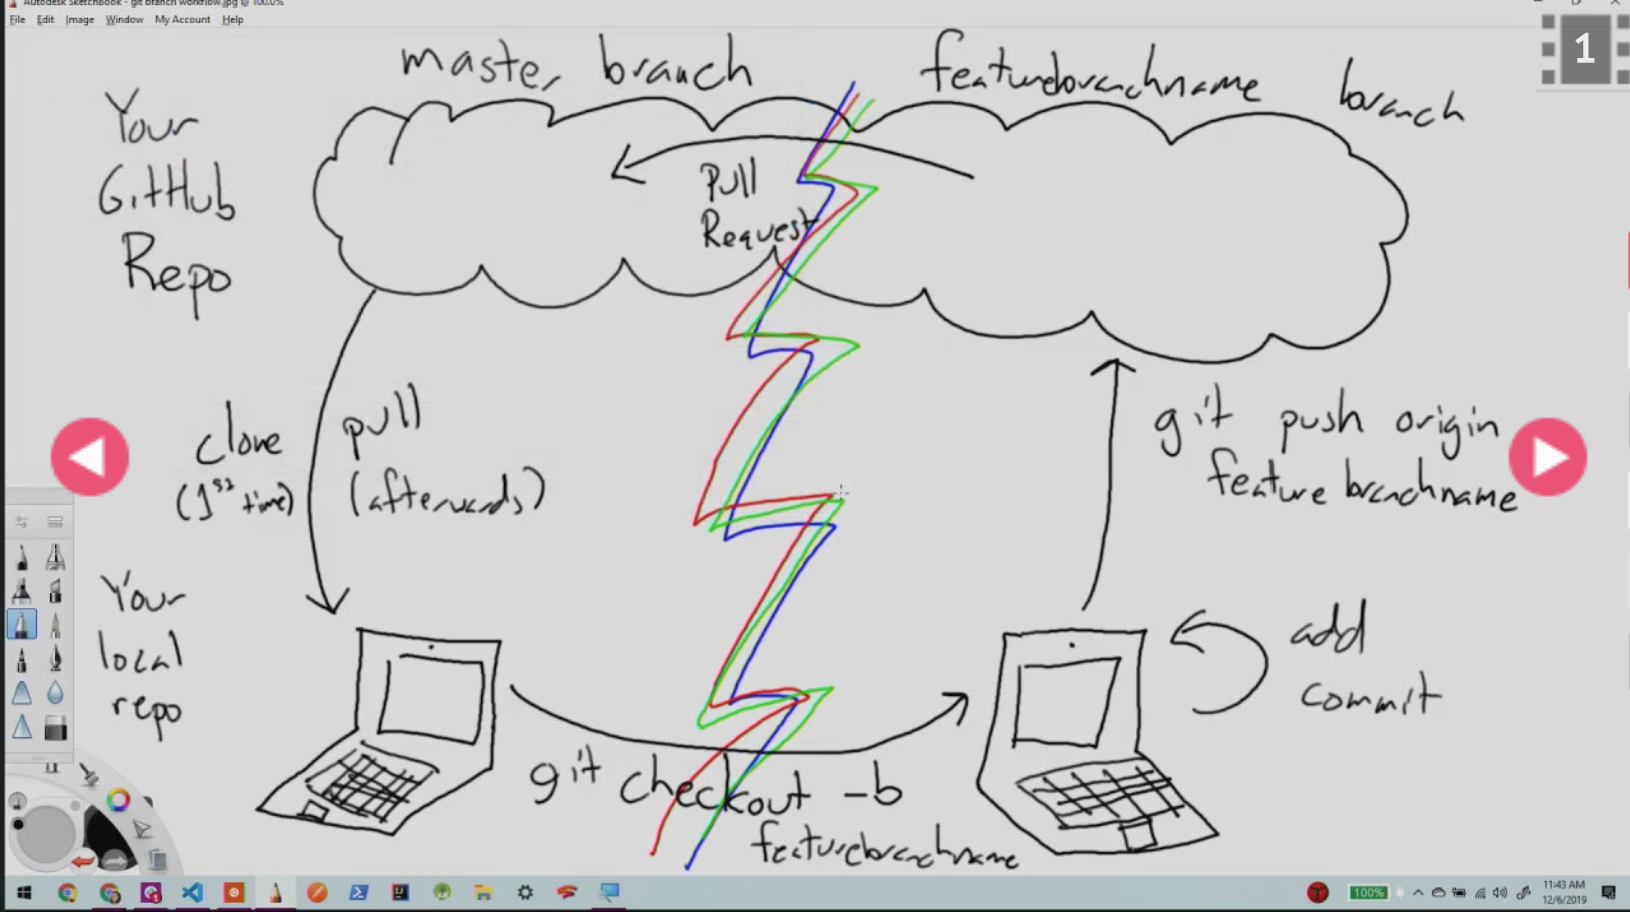 Autodesk SketchBook - git branch workflow.jpg @ 100.0%
File Edit Image Window My Account Help
1
master branch
featurebranchname branch
Your
GitHub
Repo
Pull
Request
clone
(1st time)
pull
(afterwards)
git push origin
feature branchname
Your
local
repo
add
commit
git checkout -b
featurebranchname
100%
11:43 AM
12/6/2019